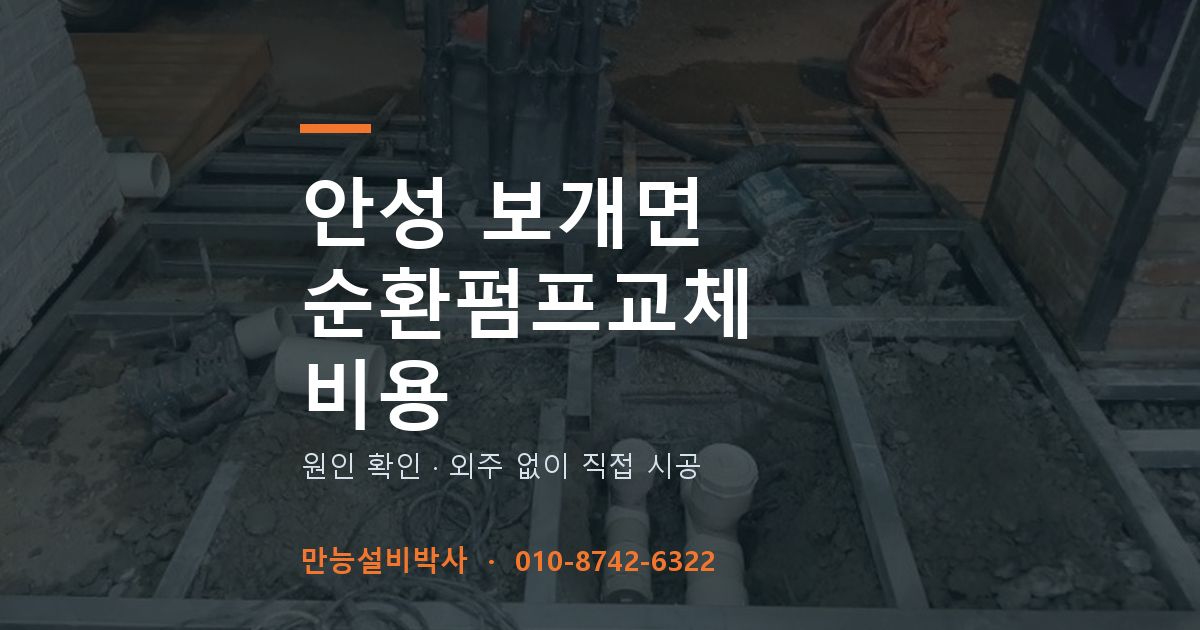 안성 보개면
순환펌프교체
비용
원인 확인 · 외주 없이 직접 시공
만능설비박사 · 010-8742-6322